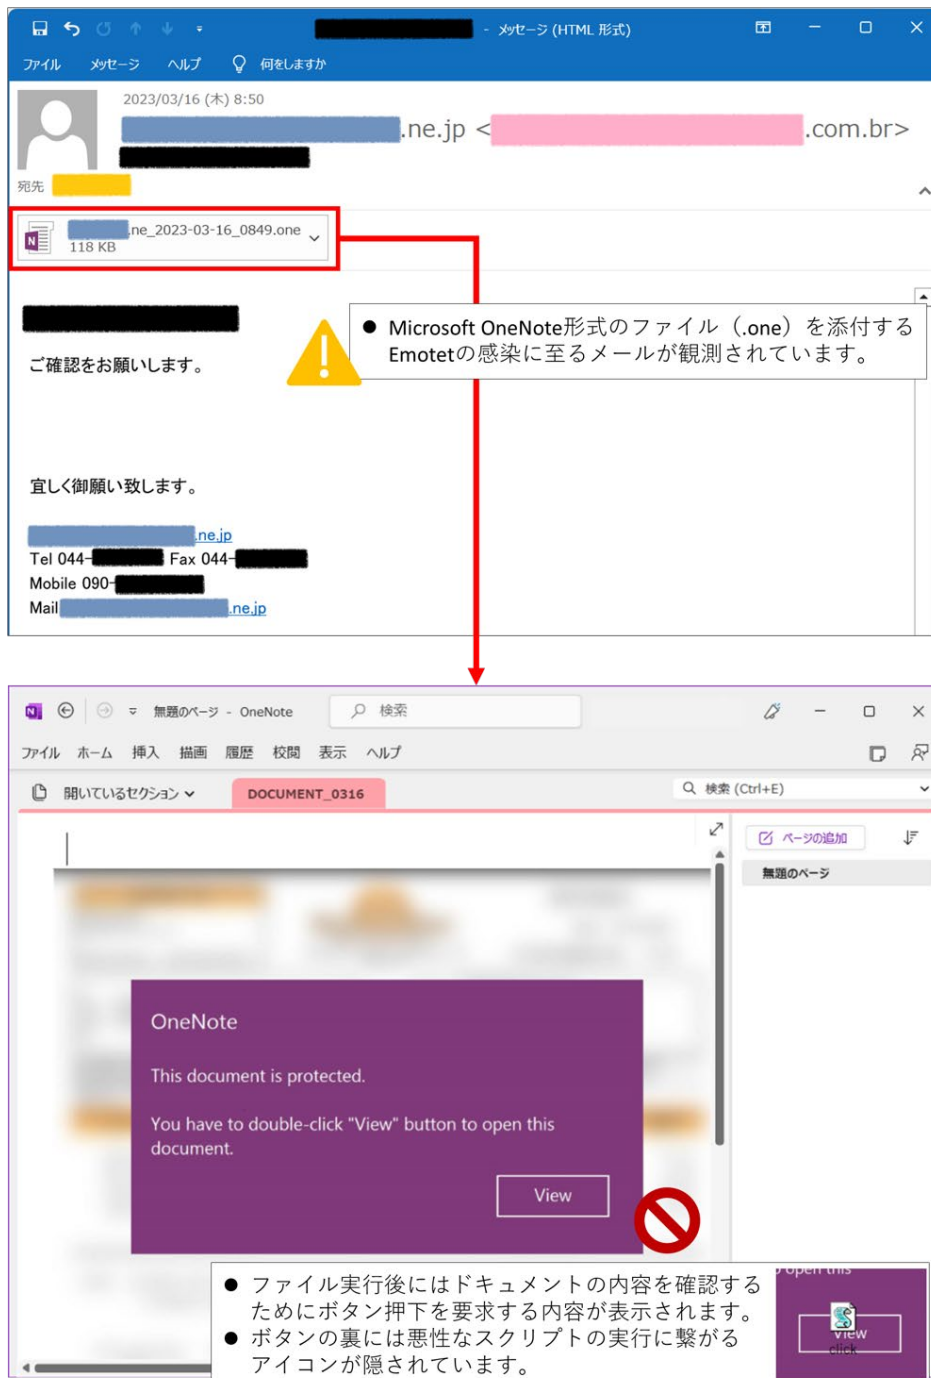 - メッセージ (HTML 形式)
ファイル メッセージ ヘルプ 何をしますか
2023/03/16 (木) 8:50
.ne.jp < .com.br>
宛先
.ne_2023-03-16_0849.one
118 KB
● Microsoft OneNote形式のファイル（.one）を添付する
Emotetの感染に至るメールが観測されています。
ご確認をお願いします。
宜しく御願い致します。
.ne.jp
Tel 044- Fax 044-
Mobile 090-
Mail .ne.jp
無題のページ - OneNote 検索
ファイル ホーム 挿入 描画 履歴 校閲 表示 ヘルプ
開いているセクション DOCUMENT_0316 検索 (Ctrl+E)
ページの追加
無題のページ
OneNote
This document is protected.
You have to double-click "View" button to open this
document.
View
● ファイル実行後にはドキュメントの内容を確認する
ためにボタン押下を要求する内容が表示されます。
● ボタンの裏には悪性なスクリプトの実行に繋がる
アイコンが隠されています。
open this
View
click